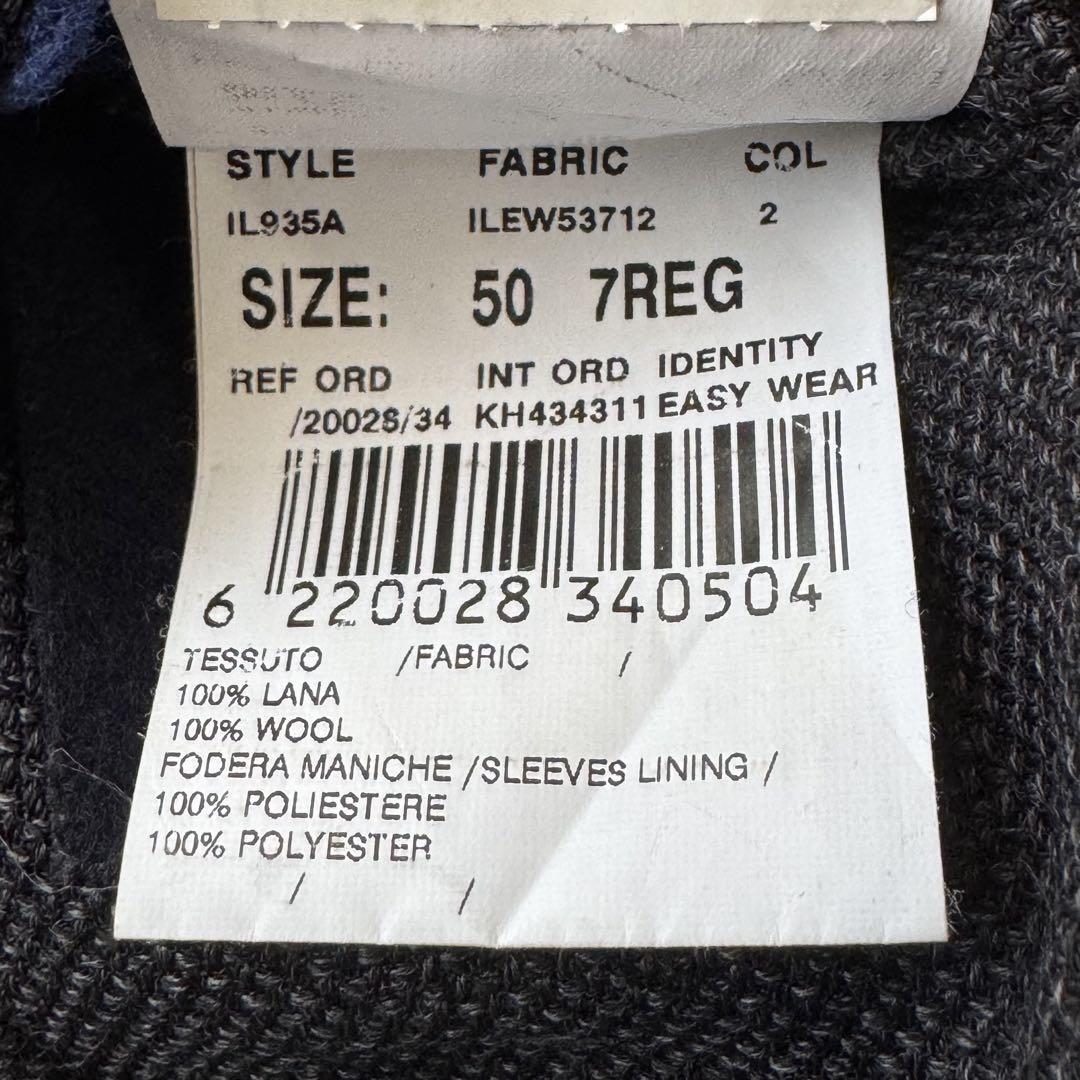 STYLE FABRIC COL
IL935A ILEW53712 2
SIZE: 50 7REG
REF ORD INT ORD IDENTITY
/20028/34 KH434311 EASY WEAR
6 220028 340504
TESSUTO /FABRIC /
100% LANA
100% WOOL
FODERA MANICHE /SLEEVES LINING /
100% POLIESTERE
100% POLYESTER
/ /